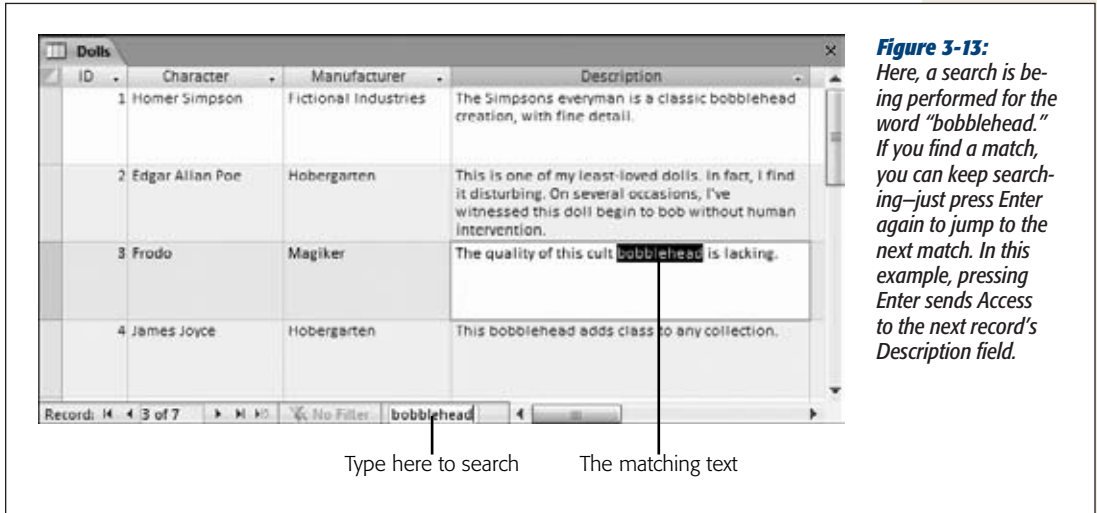 Dolls
ID Character Manufacturer Description
1 Homer Simpson Fictional Industries The Simpsons everyman is a classic bobblehead
creation, with fine detail.
2 Edgar Allan Poe Hobergarten This is one of my least-loved dolls. In fact, I find
it disturbing. On several occasions, I've
witnessed this doll begin to bob without human
intervention.
3 Frodo Magiker The quality of this cult bobblehead is lacking.
4 James Joyce Hobergarten This bobblehead adds class to any collection.
Record: 3 of 7 No Filter bobblehead
Type here to search The matching text
Figure 3-13:
Here, a search is be-
ing performed for the
word “bobblehead.”
If you find a match,
you can keep search-
ing—just press Enter
again to jump to the
next match. In this
example, pressing
Enter sends Access
to the next record’s
Description field.